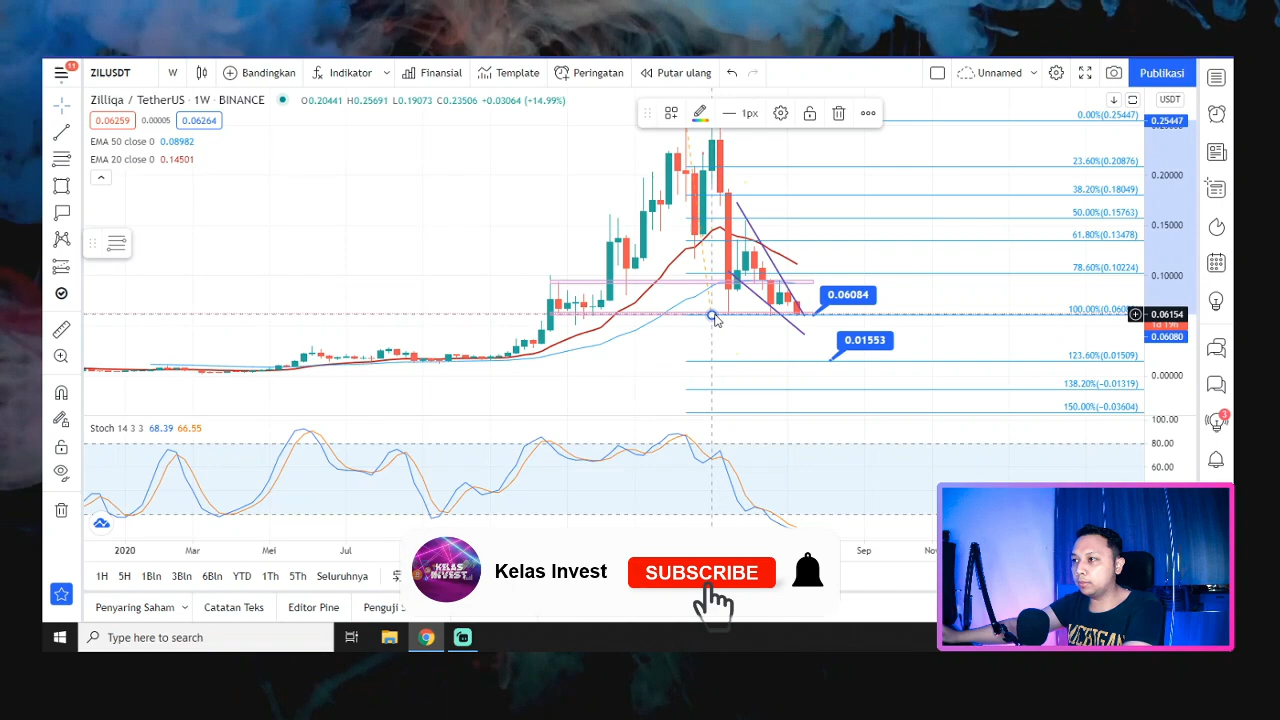 11
ZILUSDT
W
Bandingkan
Indikator
Finansial
Template
Peringatan
Putar ulang
Unnamed
Publikasi
Zilliqa / TetherUS · 1W · BINANCE
O0.20441 H0.25691 L0.19073 C0.23506 +0.03064 (+14.99%)
0.06259
0.00005
0.06264
EMA 50 close 0 0.08982
EMA 20 close 0 0.14501
1px
USDT
0.00%(0.25447)
0.25447
23.60%(0.20876)
0.20000
38.20%(0.18049)
50.00%(0.15763)
0.15000
61.80%(0.13478)
78.60%(0.10224)
0.10000
0.06084
0.06154
0.06080
0.01553
123.60%(0.01509)
0.00000
138.20%(−0.01319)
150.00%(−0.03604)
Stoch 14 3 3 68.39 66.55
100.00
80.00
60.00
3
2020
Mar
Mei
Jul
Sep
1H
5H
1Bln
3Bln
6Bln
YTD
1Th
5Th
Seluruhnya
KELAS
INVEST
Kelas Invest
SUBSCRIBE
Penyaring Saham
Catatan Teks
Editor Pine
Type here to search